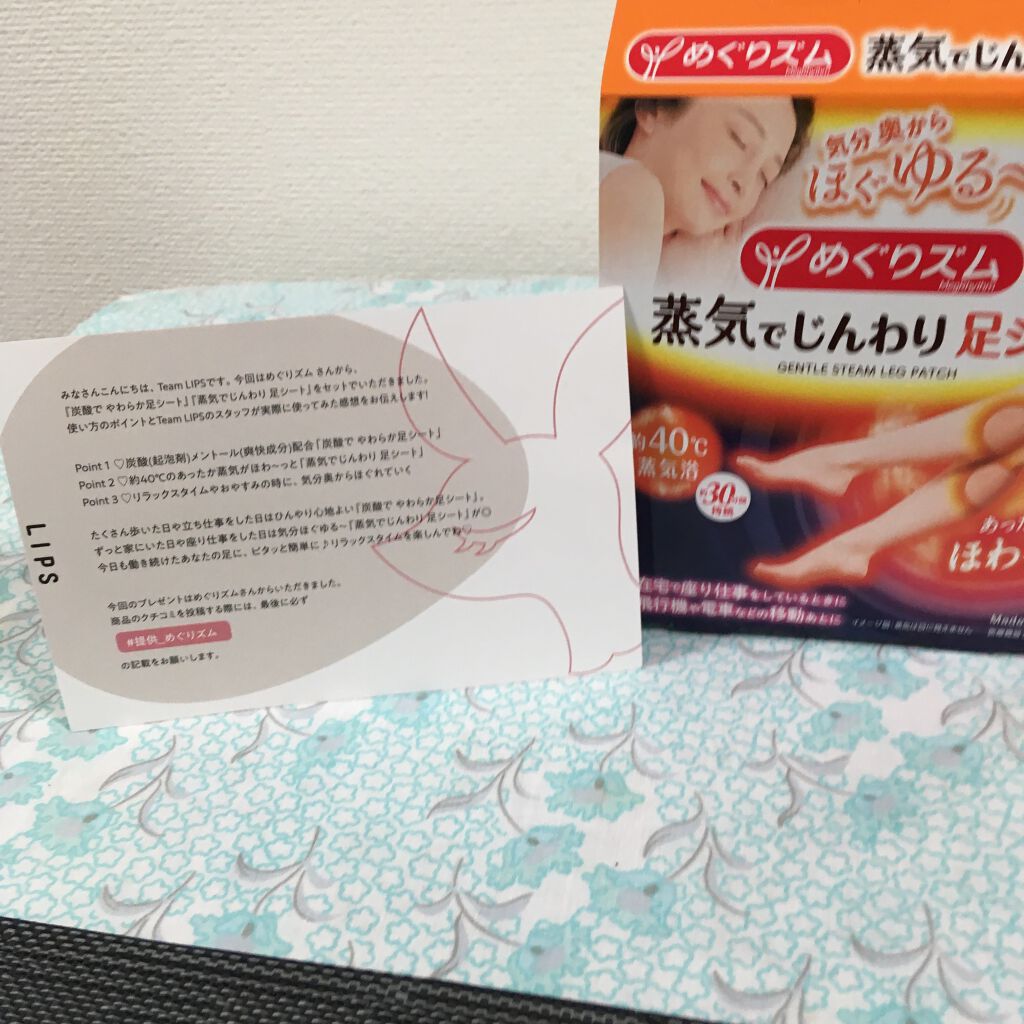 めぐりズム
MegRhythm
蒸気でじん
気分 奥から
ほぐゆる〜
めぐりズム
MegRhythm
蒸気でじんわり 足シ
GENTLE STEAM LEG PATCH
約40℃
蒸気浴
約30分間
持続
あった
ほわ
在宅で座り仕事をしているときに
飛行機や電車などの移動あとに
Made
みなさんこんにちは、Team LIPSです。今回はめぐりズム さんから、
『炭酸で やわらか足シート』『蒸気でじんわり 足シート』をセットでいただきました。
使い方のポイントとTeam LIPSのスタッフが実際に使ってみた感想をお伝えします!
Point 1 ♡炭酸(起泡剤)メントール(爽快成分)配合「炭酸で やわらか足シート」
Point 2 ♡約40℃のあったか蒸気がほわ〜っと「蒸気でじんわり 足シート」
Point 3 ♡リラックスタイムやおやすみの時に、気分奥からほぐれていく
たくさん歩いた日や立ち仕事をした日はひんやり心地よい「炭酸で やわらか足シート」。
ずっと家にいた日や座り仕事をした日は気分ほぐゆる〜「蒸気でじんわり 足シート」が◎
今日も働き続けたあなたの足に、ピタッと簡単に♪リラックスタイムを楽しんでね♡
LIPS
今回のプレゼントはめぐりズムさんからいただきました。
商品のクチコミを投稿する際には、最後に必ず
#提供_めぐりズム
の記載をお願いします。